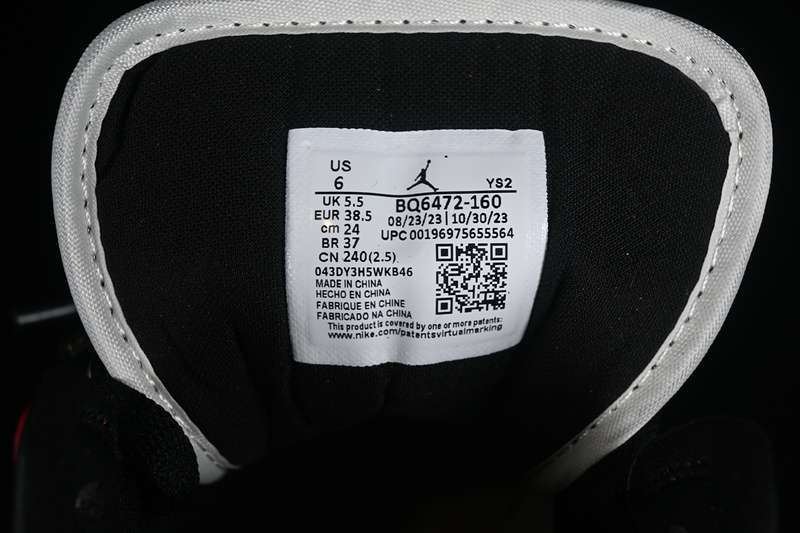 US
6
YS2
UK 5.5
EUR 38.5
cm 24
BR 37
CN 240(2.5)
BQ6472-160
08/23/23 | 10/30/23
UPC 00196975655564
043DY3H5WKB46
MADE IN CHINA
HECHO EN CHINA
FABRIQUE EN CHINE
FABRICADO NA CHINA
This product is covered by one or more patents:
www.nike.com/patentsvirtualmarking